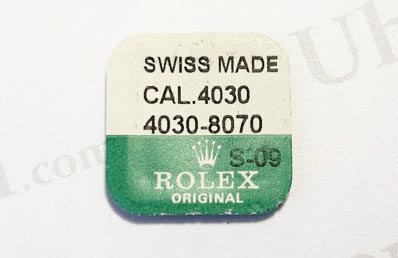 SWISS MADE
CAL.4030
4030-8070
S-09
ROLEX
ORIGINAL